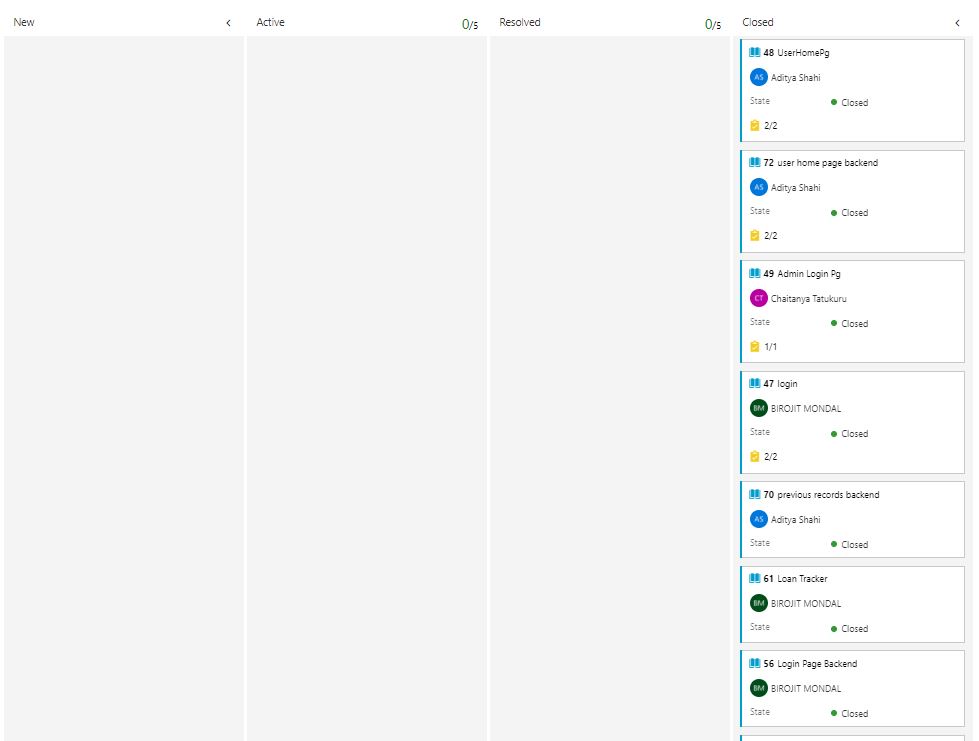 New
Active 0/5
Resolved 0/5
Closed
48 UserHomePg
AS Aditya Shahi
State Closed
2/2
72 user home page backend
AS Aditya Shahi
State Closed
2/2
49 Admin Login Pg
CT Chaitanya Tatukuru
State Closed
1/1
47 login
BM BIROJIT MONDAL
State Closed
2/2
70 previous records backend
AS Aditya Shahi
State Closed
61 Loan Tracker
BM BIROJIT MONDAL
State Closed
56 Login Page Backend
BM BIROJIT MONDAL
State Closed